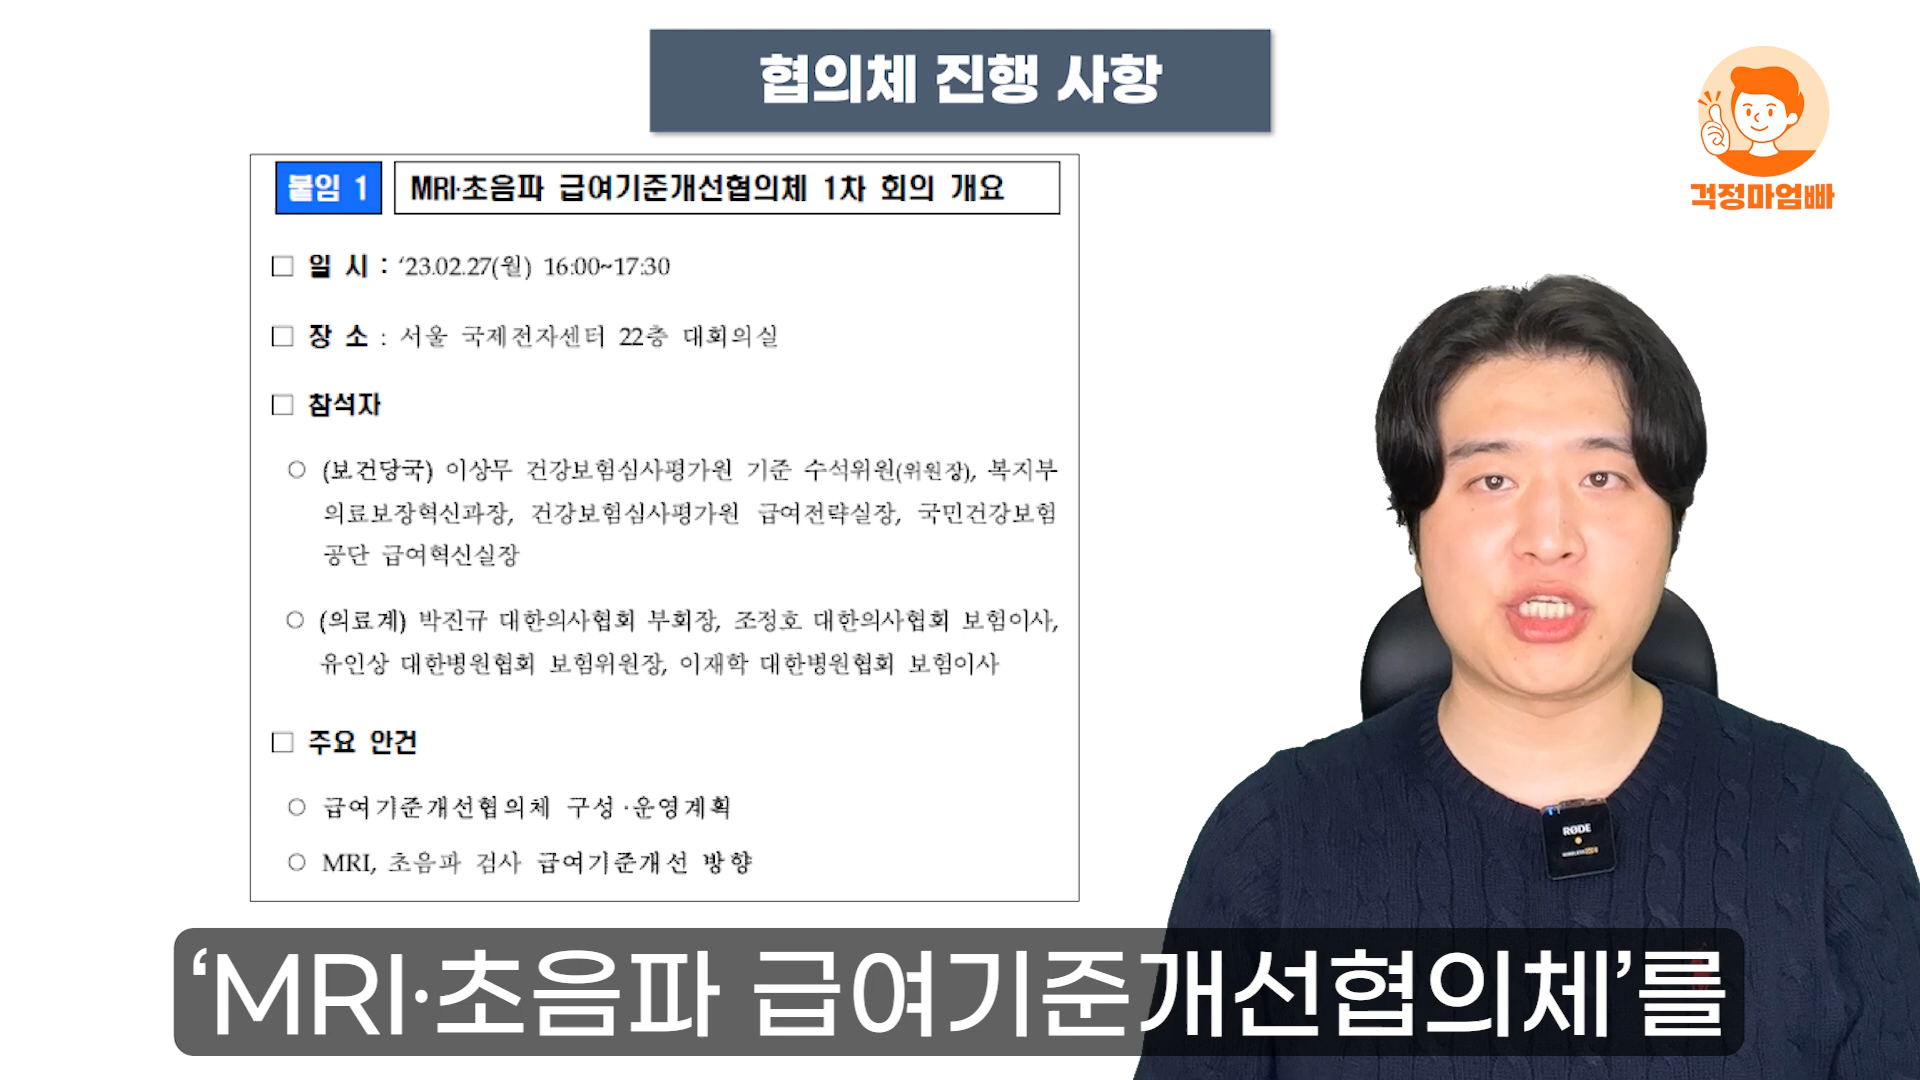 협의체 진행 사항
걱정마엄빠
붙임 1 MRI·초음파 급여기준개선협의체 1차 회의 개요
□ 일 시 : ‘23.02.27(월) 16:00~17:30
□ 장 소 : 서울 국제전자센터 22층 대회의실
□ 참석자
○ (보건당국) 이상무 건강보험심사평가원 기준 수석위원(위원장), 복지부
의료보장혁신과장, 건강보험심사평가원 급여전략실장, 국민건강보험
공단 급여혁신실장
○ (의료계) 박진규 대한의사협회 부회장, 조정호 대한의사협회 보험이사,
유인상 대한병원협회 보험위원장, 이재학 대한병원협회 보험이사
□ 주요 안건
○ 급여기준개선협의체 구성·운영계획
○ MRI, 초음파 검사 급여기준개선 방향
RØDE
‘MRI·초음파 급여기준개선협의체’를